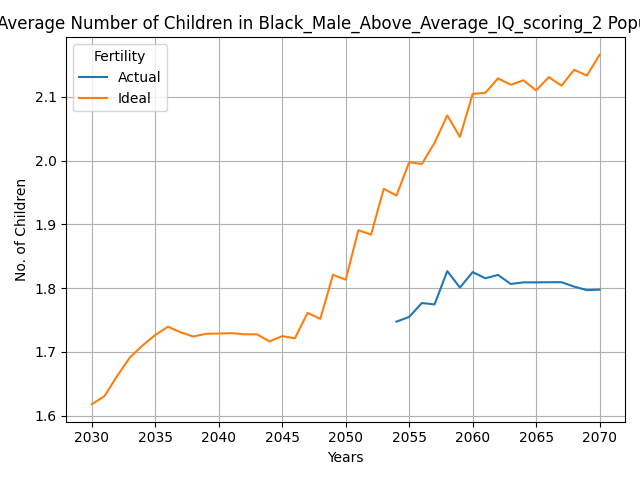 Average Number of Children in Black_Male_Above_Average_IQ_scoring_2 Popu
Fertility
Actual
Ideal
No. of Children
2.1
2.0
1.9
1.8
1.7
1.6
2030 2035 2040 2045 2050 2055 2060 2065 2070
Years